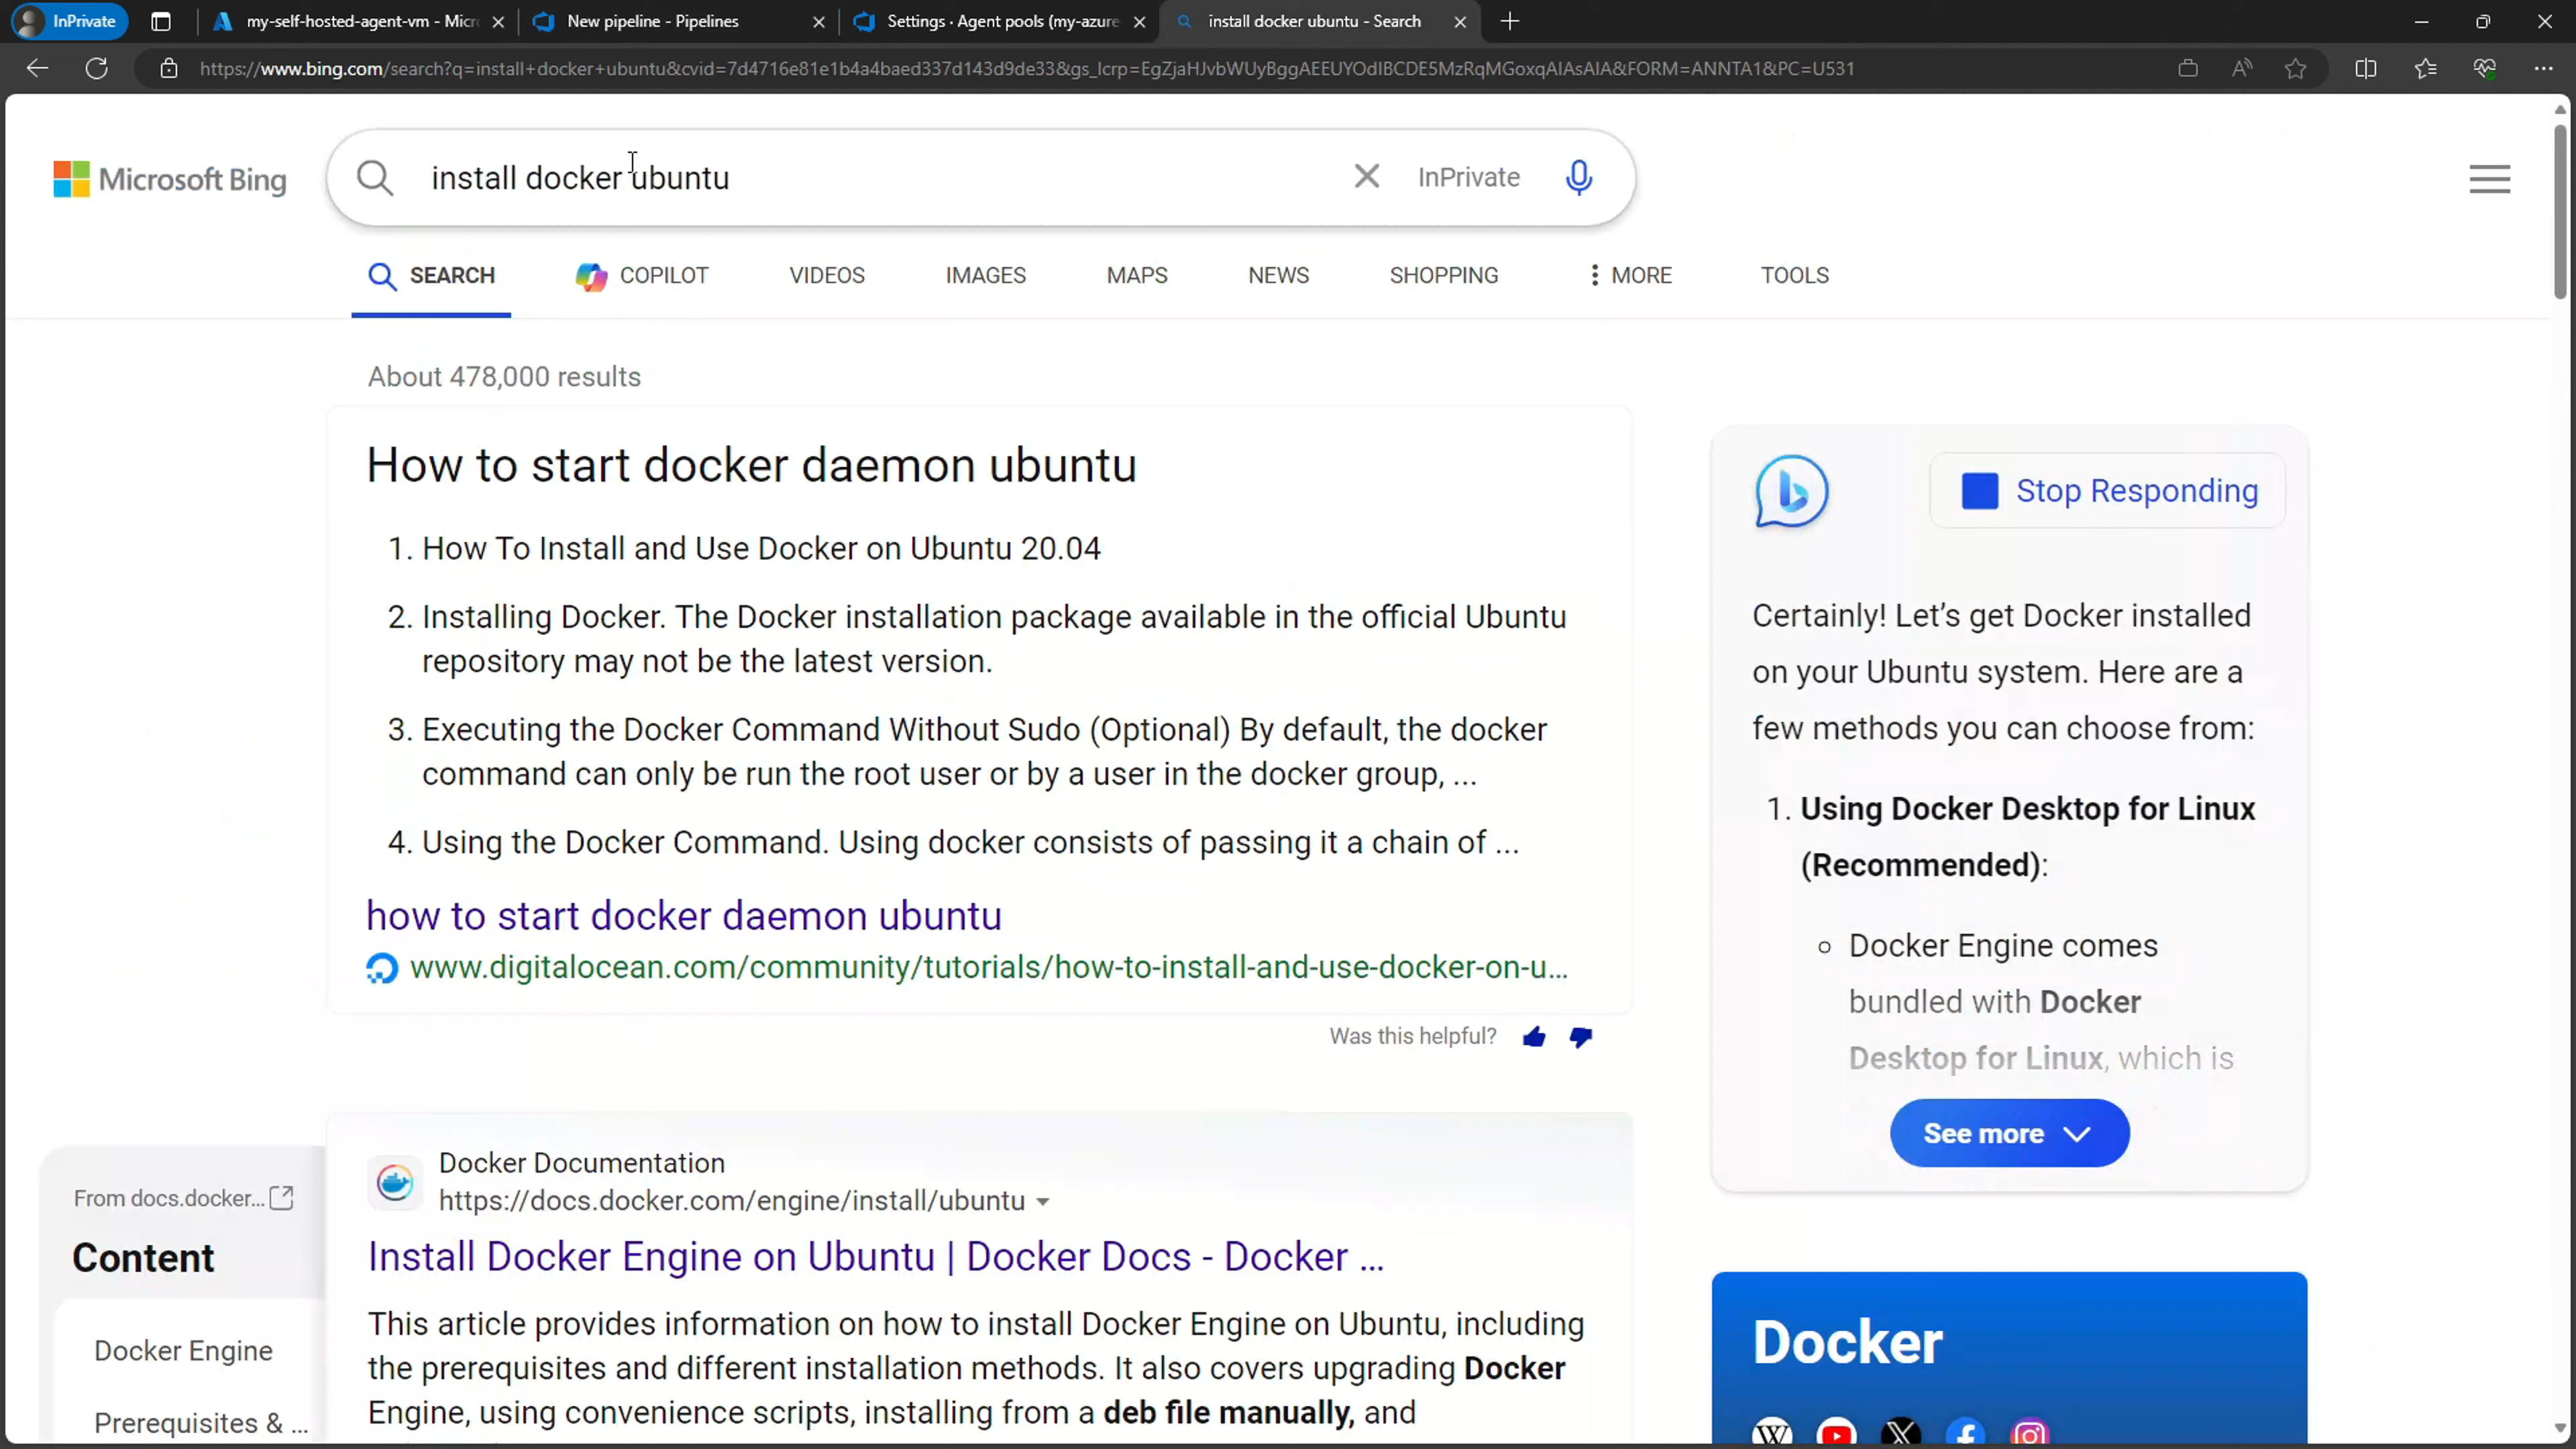 InPrivate
my-self-hosted-agent-vm - Micr
New pipeline - Pipelines
Settings · Agent pools (my-azure
install docker ubuntu - Search
https://www.bing.com/search?q=install+docker+ubuntu&cvid=7d4716e81e1b4a4baed337d143d9de33&gs_lcrp=EgZjaHJvbWUyBggAEEUYOdIBCDE5MzRqMGoxqAIAsAIA&FORM=ANNTA1&PC=U531
Microsoft Bing
install docker ubuntu
InPrivate
SEARCH
COPILOT
VIDEOS
IMAGES
MAPS
NEWS
SHOPPING
MORE
TOOLS
About 478,000 results
How to start docker daemon ubuntu
1. How To Install and Use Docker on Ubuntu 20.04
2. Installing Docker. The Docker installation package available in the official Ubuntu
repository may not be the latest version.
3. Executing the Docker Command Without Sudo (Optional) By default, the docker
command can only be run the root user or by a user in the docker group, ...
4. Using the Docker Command. Using docker consists of passing it a chain of ...
how to start docker daemon ubuntu
www.digitalocean.com/community/tutorials/how-to-install-and-use-docker-on-u...
Was this helpful?
Stop Responding
Certainly! Let's get Docker installed
on your Ubuntu system. Here are a
few methods you can choose from:
1. Using Docker Desktop for Linux
(Recommended):
Docker Engine comes
bundled with Docker
Desktop for Linux, which is
See more
From docs.docker...
Content
Docker Engine
Prerequisites & ...
Docker Documentation
https://docs.docker.com/engine/install/ubuntu
Install Docker Engine on Ubuntu | Docker Docs - Docker ...
This article provides information on how to install Docker Engine on Ubuntu, including
the prerequisites and different installation methods. It also covers upgrading Docker
Engine, using convenience scripts, installing from a deb file manually, and
Docker